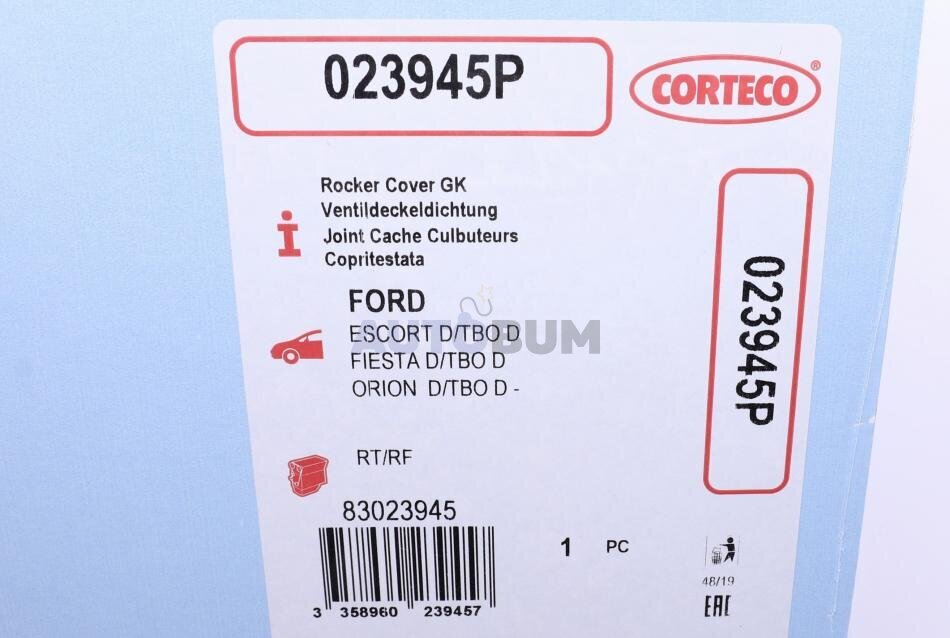 023945P
CORTECO®
Rocker Cover GK
Ventildeckeldichtung
Joint Cache Culbuteurs
Copritestata
FORD
AUTOBUM
ESCORT D/TBO D
FIESTA D/TBO D
ORION D/TBO D -
023945P
RT/RF
83023945
1 PC
48/19
EAC
3 358960 239457